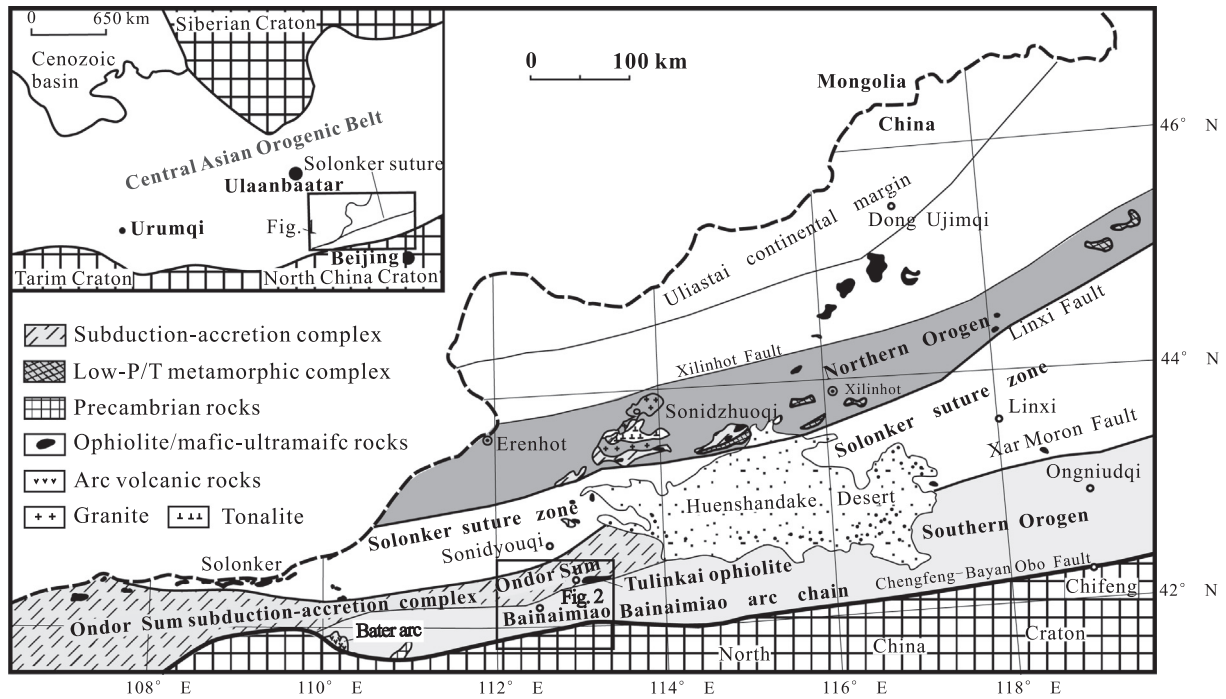 0 650 km
Siberian Craton
Cenozoic
basin
Central Asian Orogenic Belt
Solonker suture
Ulaanbaatar
Fig. 1
Urumqi
Beijing
Tarim Craton
North China Craton
0 100 km
Mongolia
China
46° N
Dong Ujimqi
Uliastai continental margin
Subduction-accretion complex
Low-P/T metamorphic complex
Precambrian rocks
Ophiolite/mafic-ultramaifc rocks
Arc volcanic rocks
Granite
Tonalite
Linxi Fault
Xilinhot Fault
Northern Orogen
44° N
Xilinhot
Sonidzhuoqi
Erenhot
Solonker suture zone
Linxi
Xar Moron Fault
Ongniudqi
Huenshandake Desert
Southern Orogen
Solonker suture zone
Sonidyouqi
Solonker
Ondor Sum
Tulinkai ophiolite
Chengfeng-Bayan Obo Fault
42° N
Chifeng
Fig. 2
Ondor Sum subduction-accretion complex
Bainaimiao Bainaimiao arc chain
Bater arc
North China Craton
108° E 110° E 112° E 114° E 116° E 118° E